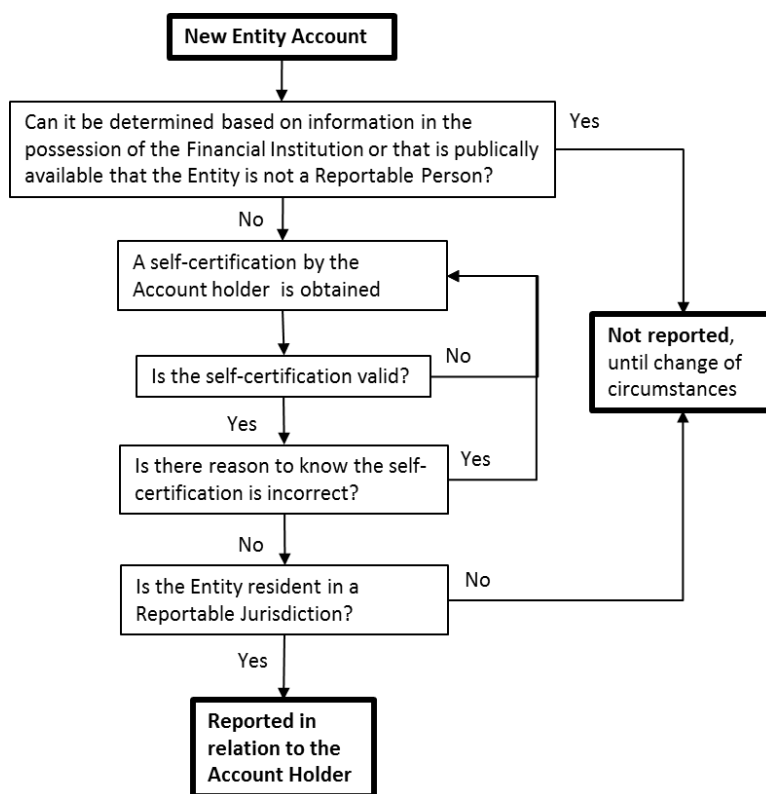 New Entity Account
Can it be determined based on information in the
possession of the Financial Institution or that is publically
available that the Entity is not a Reportable Person?
Yes
No
A self-certification by the
Account holder is obtained
Not reported,
until change of
circumstances
Is the self-certification valid?
No
Yes
Is there reason to know the self-
certification is incorrect?
Yes
No
Is the Entity resident in a
Reportable Jurisdiction?
No
Yes
Reported in
relation to the
Account Holder